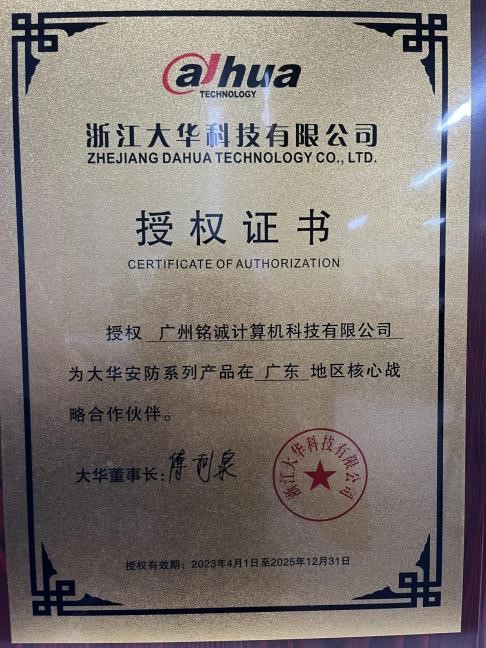 alhua
TECHNOLOGY
浙江大华科技有限公司
ZHEJIANG DAHUA TECHNOLOGY CO., LTD.
授权证书
CERTIFICATE OF AUTHORIZATION
授权 广州铭诚计算机科技有限公司
为大华安防系列产品在 广东 地区核心战
略合作伙伴。
大华董事长: 傅利泉
浙江大华科技有限公司
授权有效期: 2023年4月1日至2025年12月31日